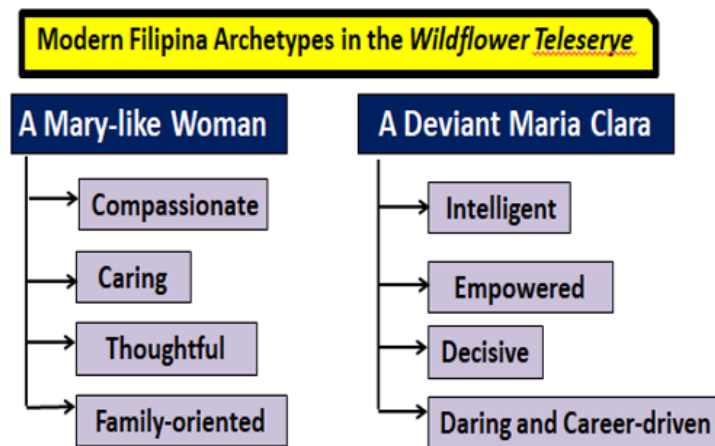 Modern Filipina Archetypes in the Wildflower Teleserye
A Mary-like Woman
Compassionate
Caring
Thoughtful
Family-oriented
A Deviant Maria Clara
Intelligent
Empowered
Decisive
Daring and Career-driven